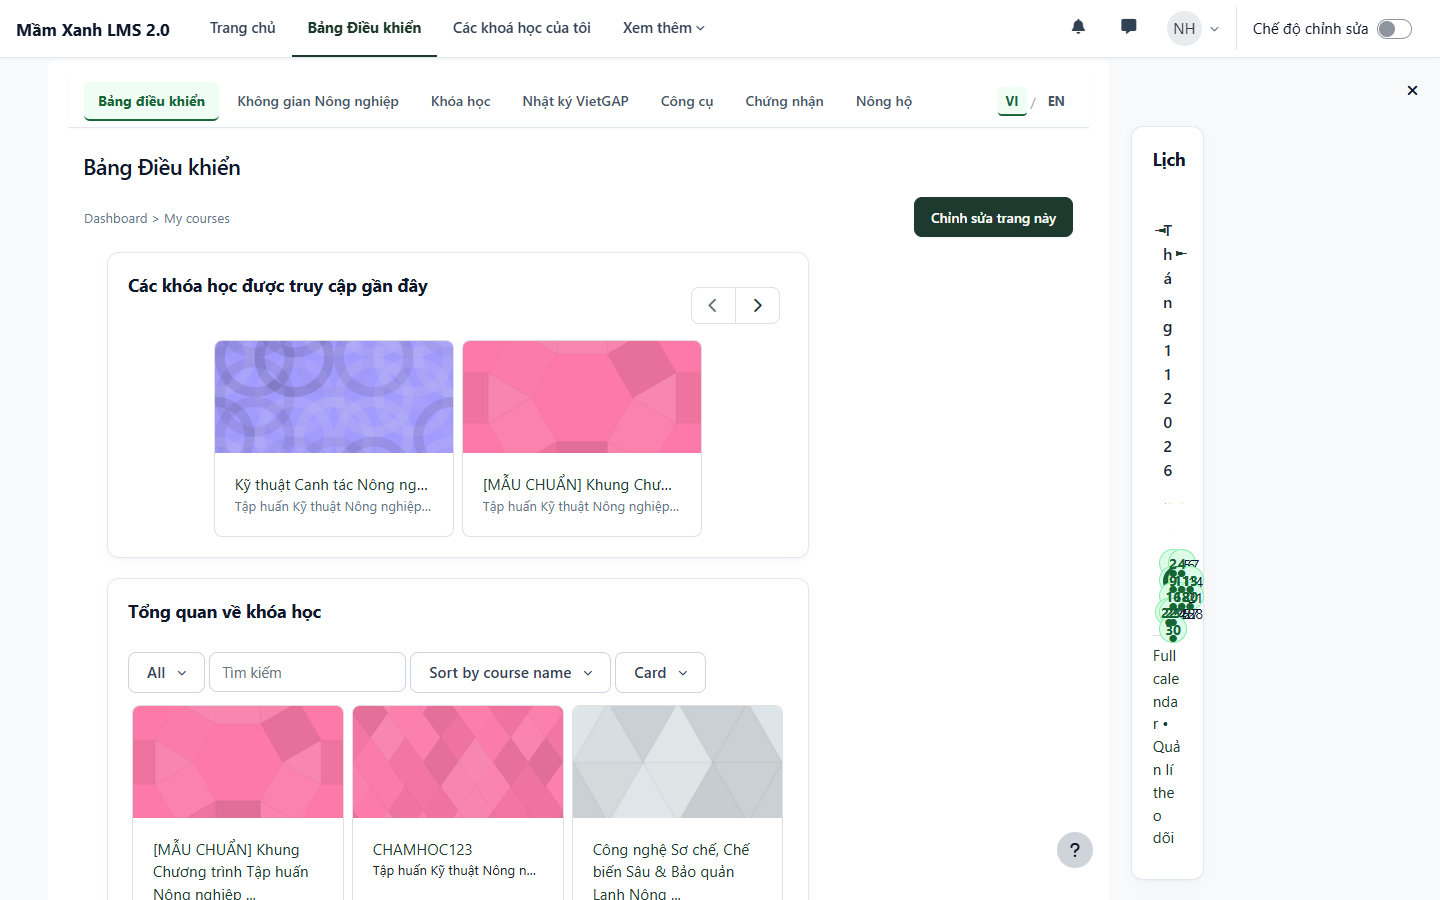 Mầm Xanh LMS 2.0
Trang chủ
Bảng Điều khiển
Các khoá học của tôi
Xem thêm
NH
Chế độ chỉnh sửa
Bảng điều khiển
Không gian Nông nghiệp
Khóa học
Nhật ký VietGAP
Công cụ
Chứng nhận
Nông hộ
VI / EN
Bảng Điều khiển
Dashboard > My courses
Chỉnh sửa trang này
Các khóa học được truy cập gần đây
Kỹ thuật Canh tác Nông ng...
Tập huấn Kỹ thuật Nông nghiệp...
[MẪU CHUẨN] Khung Chư...
Tập huấn Kỹ thuật Nông nghiệp...
Tổng quan về khóa học
All
Tìm kiếm
Sort by course name
Card
[MẪU CHUẨN] Khung
Chương trình Tập huấn
Nông nghiệp ...
CHAMHOC123
Tập huấn Kỹ thuật Nông n...
Công nghệ Sơ chế, Chế
biến Sâu & Bảo quản
Lạnh Nông ...
?
Lịch
T
h
á
n
g
1
1
2
0
2
6
30
Full
cale
nda
r •
Quả
n lí
the
o
dõi